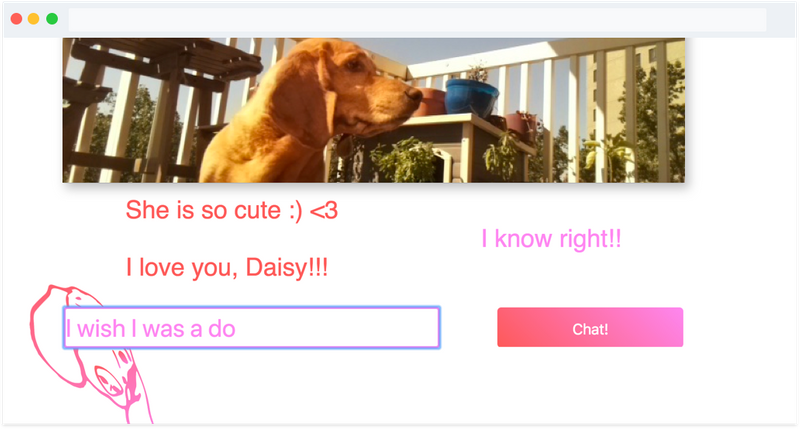 She is so cute :) <3
I know right!!
I love you, Daisy!!!
I wish I was a do
Chat!